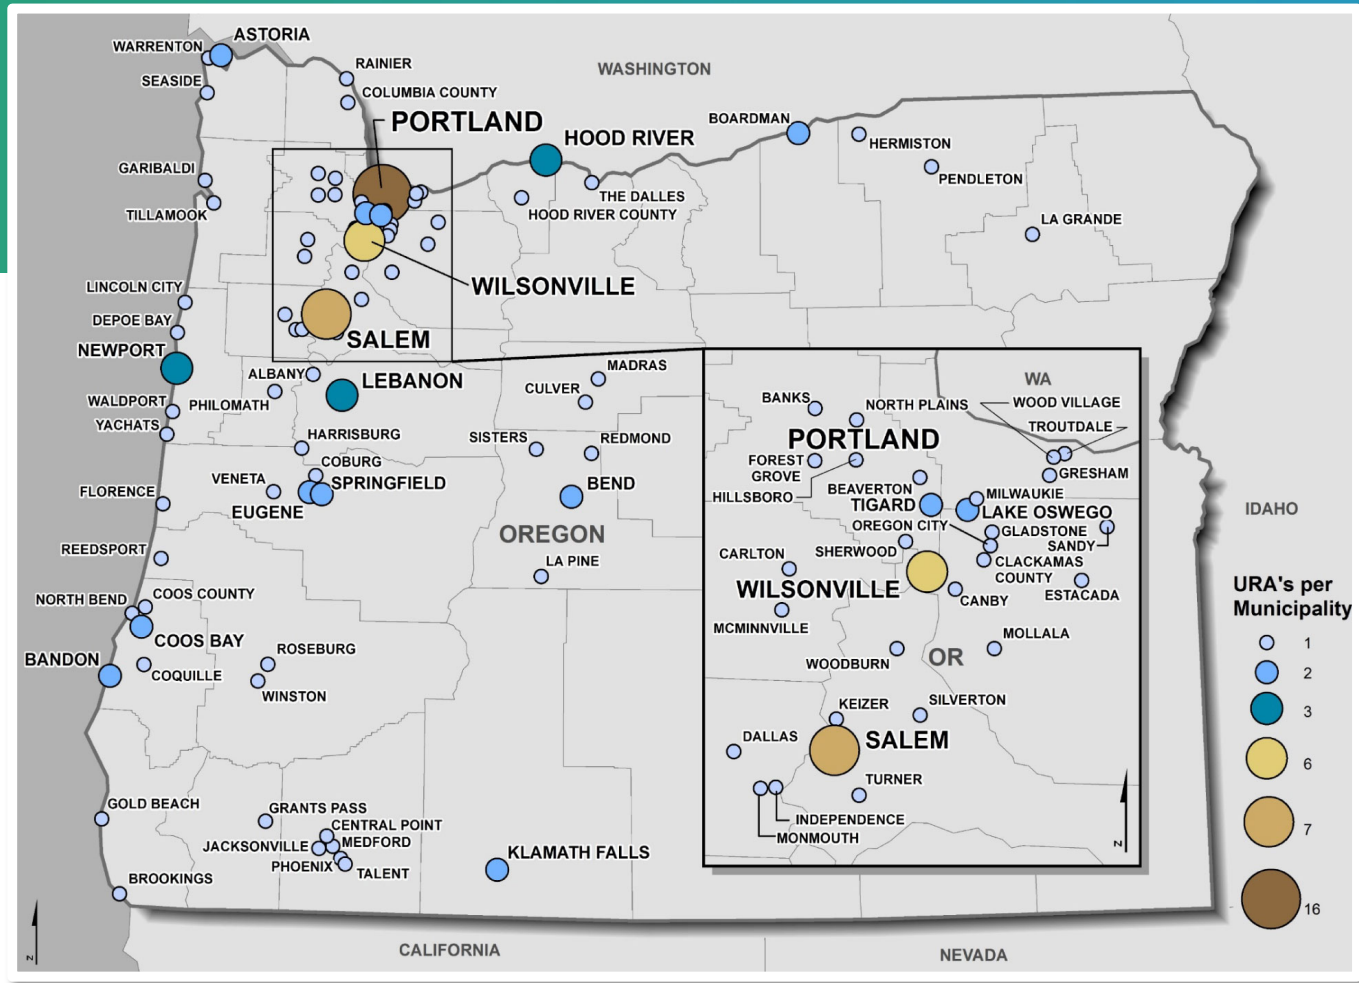 WARRENTON
ASTORIA
SEASIDE
RAINIER
COLUMBIA COUNTY
WASHINGTON
PORTLAND
HOOD RIVER
BOARDMAN
HERMISTON
PENDLETON
GARIBALDI
TILLAMOOK
THE DALLES
HOOD RIVER COUNTY
LA GRANDE
LINCOLN CITY
DEPOE BAY
WILSONVILLE
SALEM
NEWPORT
ALBANY
LEBANON
MADRAS
CULVER
WALDPORT
PHILOMATH
YACHATS
HARRISBURG
SISTERS
REDMOND
COBURG
VENETA
SPRINGFIELD
BEND
FLORENCE
EUGENE
OREGON
REEDSPORT
LA PINE
NORTH BEND
COOS COUNTY
COOS BAY
BANDON
COQUILLE
ROSEBURG
WINSTON
GOLD BEACH
GRANTS PASS
CENTRAL POINT
JACKSONVILLE
MEDFORD
PHOENIX
TALENT
KLAMATH FALLS
BROOKINGS
CALIFORNIA
NEVADA
IDAHO
N
WA
BANKS
NORTH PLAINS
WOOD VILLAGE
TROUTDALE
PORTLAND
FOREST
GROVE
GRESHAM
HILLSBORO
BEAVERTON
MILWAUKIE
TIGARD
LAKE OSWEGO
OREGON CITY
GLADSTONE
SANDY
SHERWOOD
CARLTON
CLACKAMAS
COUNTY
WILSONVILLE
CANBY
ESTACADA
MCMINNVILLE
MOLLALA
WOODBURN
OR
KEIZER
SILVERTON
DALLAS
SALEM
TURNER
INDEPENDENCE
MONMOUTH
N
URA's per
Municipality
1
2
3
6
7
16